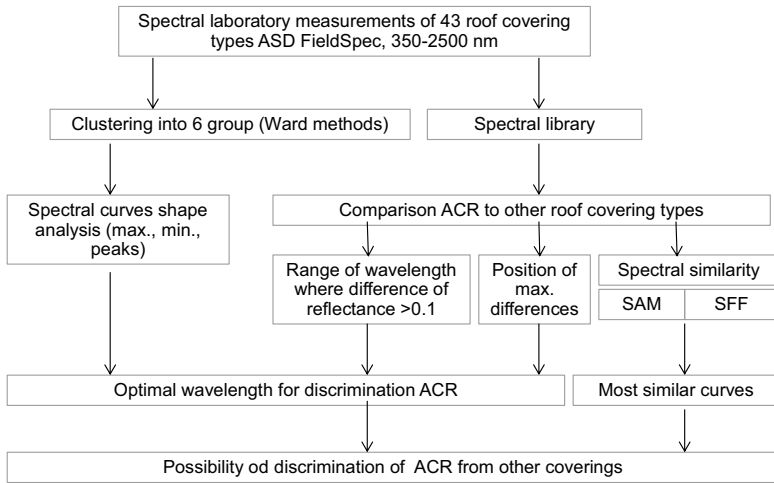 Spectral laboratory measurements of 43 roof covering
types ASD FieldSpec, 350-2500 nm
Clustering into 6 group (Ward methods)
Spectral library
Spectral curves shape
analysis (max., min.,
peaks)
Comparison ACR to other roof covering types
Range of wavelength
where difference of
reflectance >0.1
Position of
max.
differences
Spectral similarity
SAM
SFF
Optimal wavelength for discrimination ACR
Most similar curves
Possibility od discrimination of ACR from other coverings